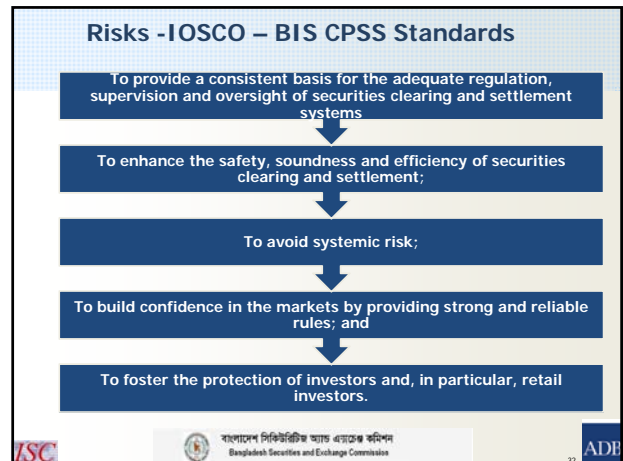 Risks -IOSCO – BIS CPSS Standards
To provide a consistent basis for the adequate regulation,
supervision and oversight of securities clearing and settlement
systems
To enhance the safety, soundness and efficiency of securities
clearing and settlement;
To avoid systemic risk;
To build confidence in the markets by providing strong and reliable
rules; and
To foster the protection of investors and, in particular, retail
investors.
ISC
বাংলাদেশ সিকিউরিটিজ অ্যান্ড এক্সচেঞ্জ কমিশন
Bangladesh Securities and Exchange Commission
ADB